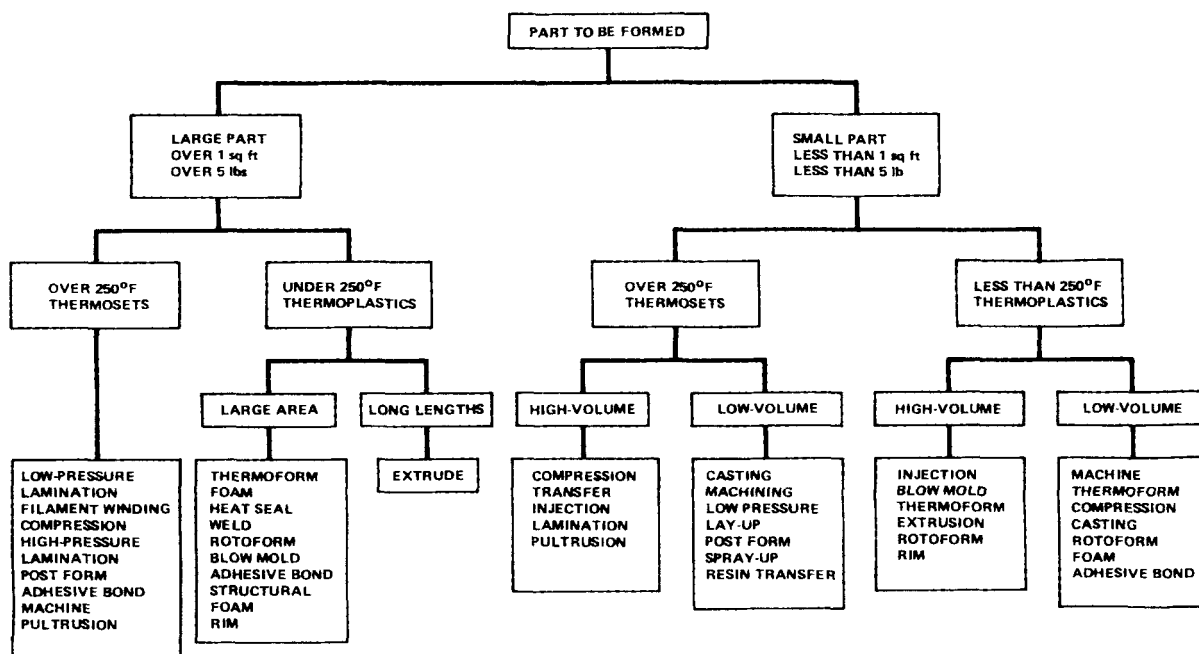 PART TO BE FORMED
LARGE PART
OVER 1 sq ft
OVER 5 lbs
SMALL PART
LESS THAN 1 sq ft
LESS THAN 5 lb
OVER 250°F
THERMOSETS
UNDER 250°F
THERMOPLASTICS
OVER 250°F
THERMOSETS
LESS THAN 250°F
THERMOPLASTICS
LARGE AREA
LONG LENGTHS
HIGH-VOLUME
LOW-VOLUME
HIGH-VOLUME
LOW-VOLUME
LOW-PRESSURE
LAMINATION
FILAMENT WINDING
COMPRESSION
HIGH-PRESSURE
LAMINATION
POST FORM
ADHESIVE BOND
MACHINE
PULTRUSION
THERMOFORM
FOAM
HEAT SEAL
WELD
ROTOFORM
BLOW MOLD
ADHESIVE BOND
STRUCTURAL
FOAM
RIM
EXTRUDE
COMPRESSION
TRANSFER
INJECTION
LAMINATION
PULTRUSION
CASTING
MACHINING
LOW PRESSURE
LAY-UP
POST FORM
SPRAY-UP
RESIN TRANSFER
INJECTION
BLOW MOLD
THERMOFORM
EXTRUSION
ROTOFORM
RIM
MACHINE
THERMOFORM
COMPRESSION
CASTING
ROTOFORM
FOAM
ADHESIVE BOND